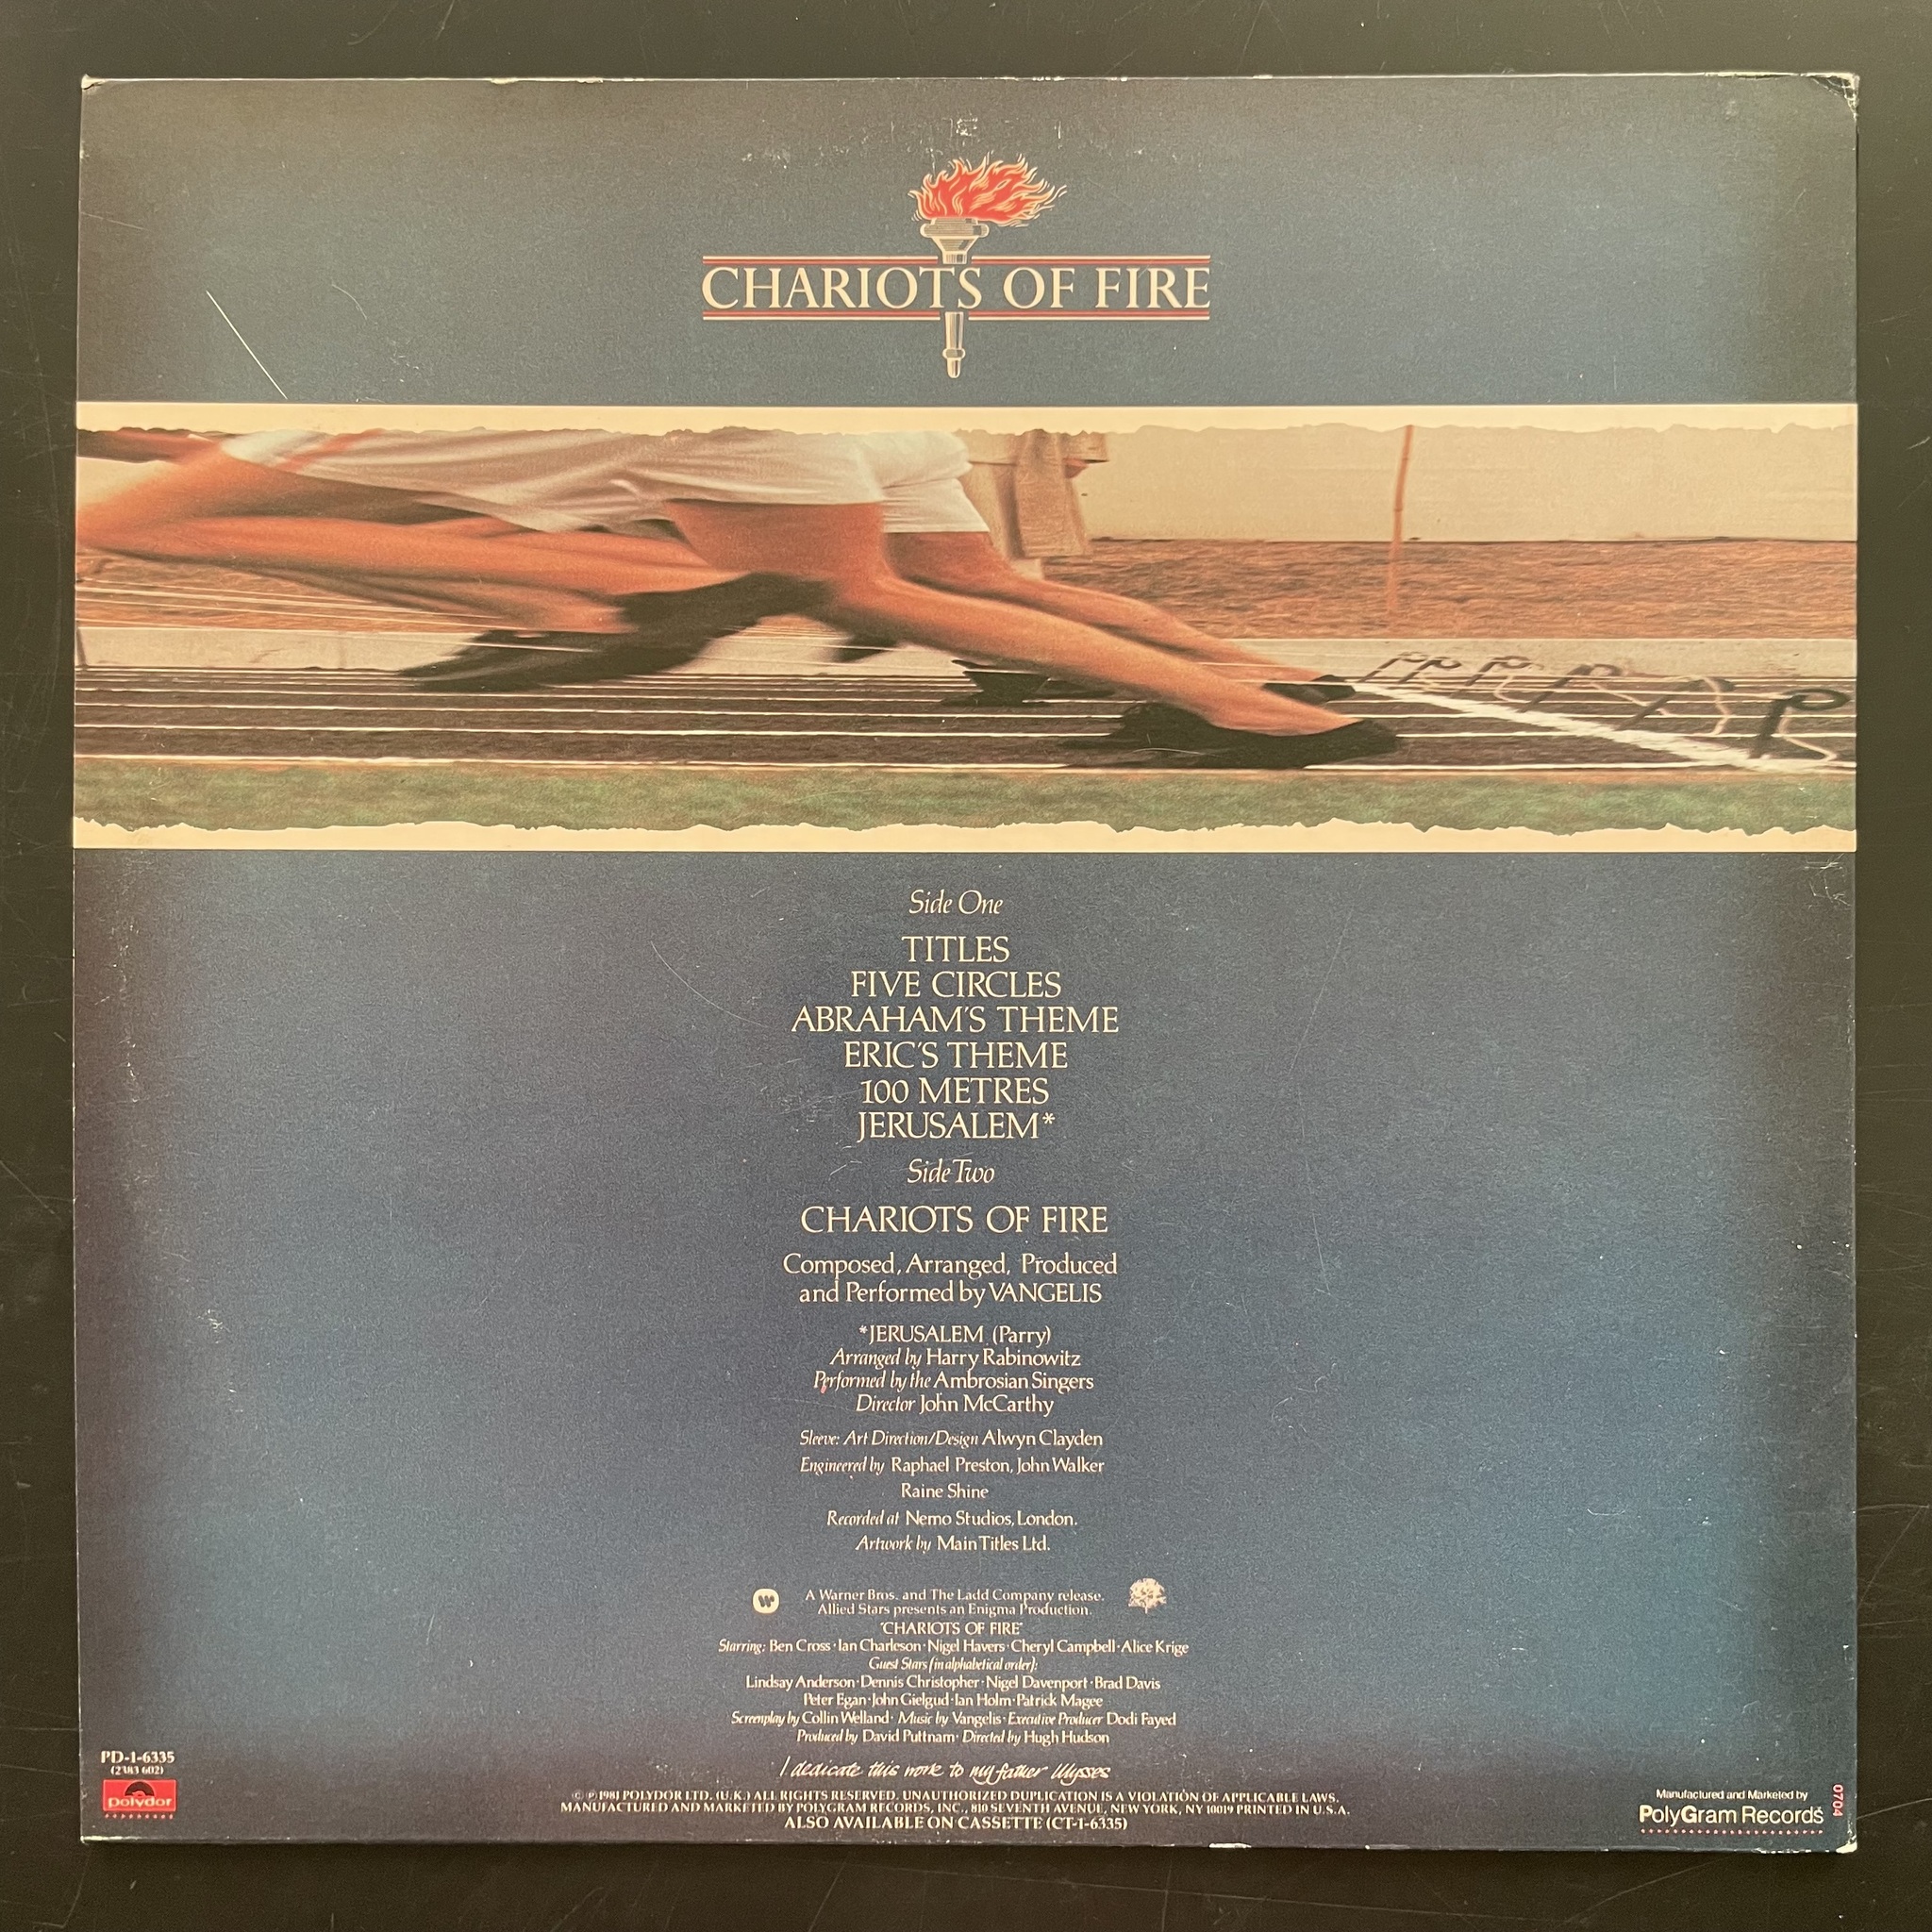 CHARIOTS OF FIRE
Side One
TITLES
FIVE CIRCLES
ABRAHAM'S THEME
ERIC'S THEME
100 METRES
JERUSALEM*
Side Two
CHARIOTS OF FIRE
Composed, Arranged, Produced
and Performed by VANGELIS
*JERUSALEM (Parry)
Arranged by Harry Rabinowitz
Performed by the Ambrosian Singers
Director John McCarthy
Sleeve: Art Direction/Design Alwyn Clayden
Engineered by Raphael Preston, John Walker
Raine Shine
Recorded at Nemo Studios, London.
Artwork by Main Titles Ltd.
A Warner Bros. and The Ladd Company release.
Allied Stars presents an Enigma Production.
"CHARIOTS OF FIRE"
Starring: Ben Cross · Ian Charleson · Nigel Havers · Cheryl Campbell · Alice Krige
Guest Stars (in alphabetical order):
Lindsay Anderson · Dennis Christopher · Nigel Davenport · Brad Davis
Peter Egan · John Gielgud · Ian Holm · Patrick Magee
Screenplay by Collin Welland · Music by Vangelis · Executive Producer Dodi Fayed
Produced by David Puttnam · Directed by Hugh Hudson
I dedicate this work to my father Ulysses
© ℗ 1981 POLYDOR LTD. (U.K.) ALL RIGHTS RESERVED. UNAUTHORIZED DUPLICATION IS A VIOLATION OF APPLICABLE LAWS.
MANUFACTURED AND MARKETED BY POLYGRAM RECORDS, INC., 810 SEVENTH AVENUE, NEW YORK, NY 10019 PRINTED IN U.S.A.
ALSO AVAILABLE ON CASSETTE (CT-1-6335)
PD-1-6335
(2383 602)
polydor
Manufactured and Marketed by
PolyGram Records
0704